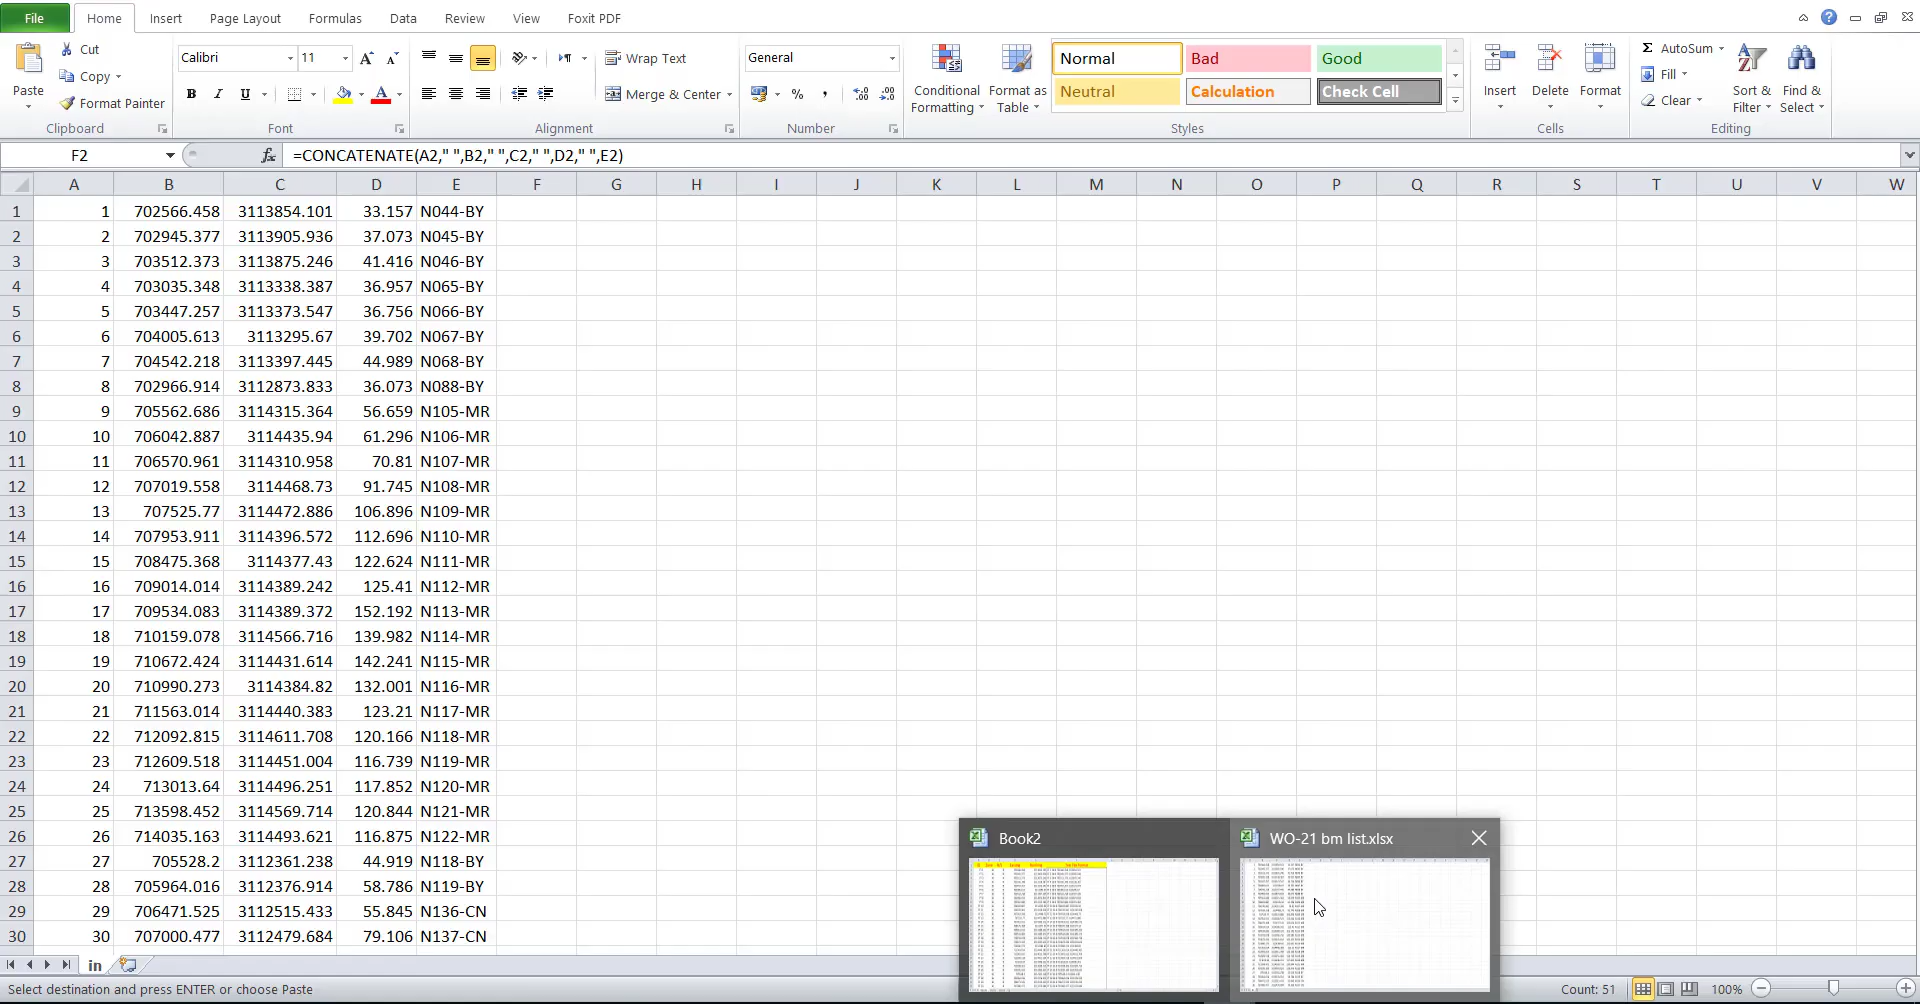 File Home Insert Page Layout Formulas Data Review View Foxit PDF
Paste Cut Copy Format Painter Clipboard
Calibri 11 B I U Font
Wrap Text Merge & Center Alignment
General % , Number
Conditional Formatting Format as Table
Normal Bad Good
Neutral Calculation Check Cell
Styles
Insert Delete Format Cells
Σ AutoSum Fill Clear Sort & Filter Find & Select Editing
F2 fx =CONCATENATE(A2," ",B2," ",C2," ",D2," ",E2)
A B C D E F G H I J K L M N O P Q R S T U V W
1 1 702566.458 3113854.101 33.157 N044-BY
2 2 702945.377 3113905.936 37.073 N045-BY
3 3 703512.373 3113875.246 41.416 N046-BY
4 4 703035.348 3113338.387 36.957 N065-BY
5 5 703447.257 3113373.547 36.756 N066-BY
6 6 704005.613 3113295.67 39.702 N067-BY
7 7 704542.218 3113397.445 44.989 N068-BY
8 8 702966.914 3112873.833 36.073 N088-BY
9 9 705562.686 3114315.364 56.659 N105-MR
10 10 706042.887 3114435.94 61.296 N106-MR
11 11 706570.961 3114310.958 70.81 N107-MR
12 12 707019.558 3114468.73 91.745 N108-MR
13 13 707525.77 3114472.886 106.896 N109-MR
14 14 707953.911 3114396.572 112.696 N110-MR
15 15 708475.368 3114377.43 122.624 N111-MR
16 16 709014.014 3114389.242 125.41 N112-MR
17 17 709534.083 3114389.372 152.192 N113-MR
18 18 710159.078 3114566.716 139.982 N114-MR
19 19 710672.424 3114431.614 142.241 N115-MR
20 20 710990.273 3114384.82 132.001 N116-MR
21 21 711563.014 3114440.383 123.21 N117-MR
22 22 712092.815 3114611.708 120.166 N118-MR
23 23 712609.518 3114451.004 116.739 N119-MR
24 24 713013.64 3114496.251 117.852 N120-MR
25 25 713598.452 3114569.714 120.844 N121-MR
26 26 714035.163 3114493.621 116.875 N122-MR
27 27 705528.2 3112361.238 44.919 N118-BY
28 28 705964.016 3112376.914 58.786 N119-BY
29 29 706471.525 3112515.433 55.845 N136-CN
30 30 707000.477 3112479.684 79.106 N137-CN
Book2 WO-21 bm list.xlsx
in
Select destination and press ENTER or choose Paste Count: 51 100%